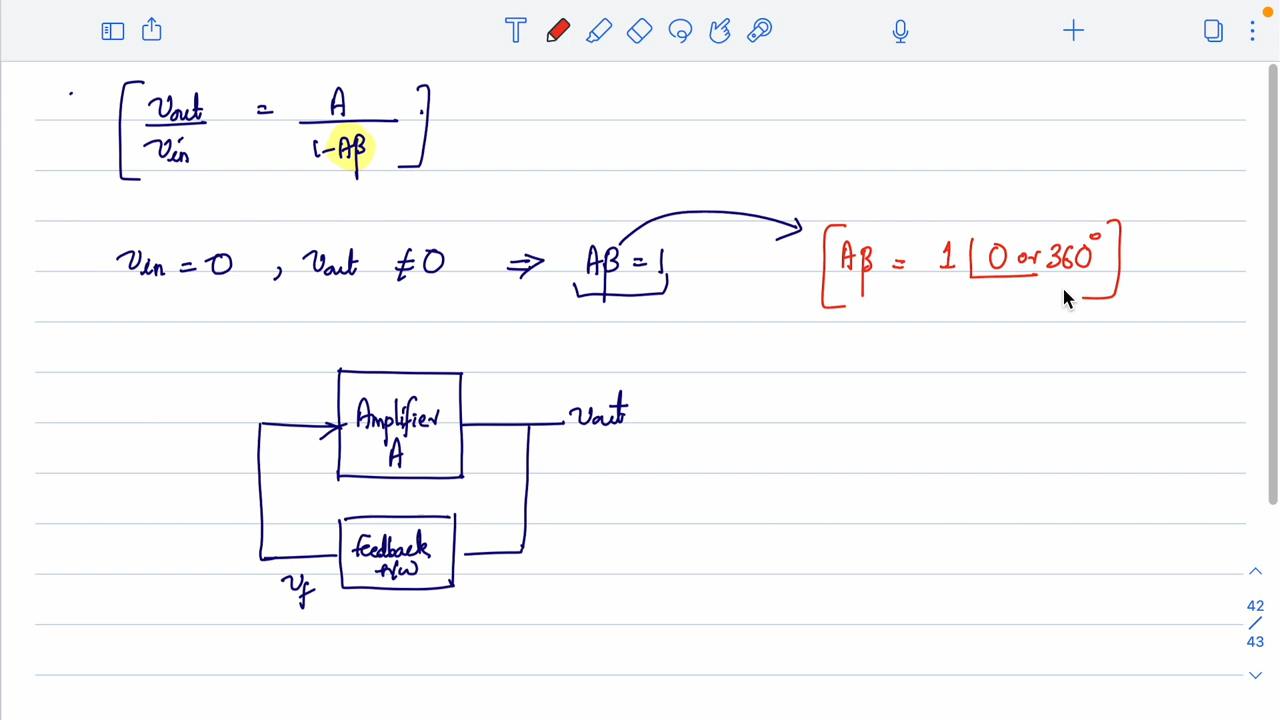 Vout / Vin = A / 1-Aβ
Vin = 0 , Vout ≠ 0 ⇒ Aβ = 1
[Aβ = 1 ∠0 or 360°]
Amplifier
A
Vout
Feedback
N/W
Vf
42
/
43